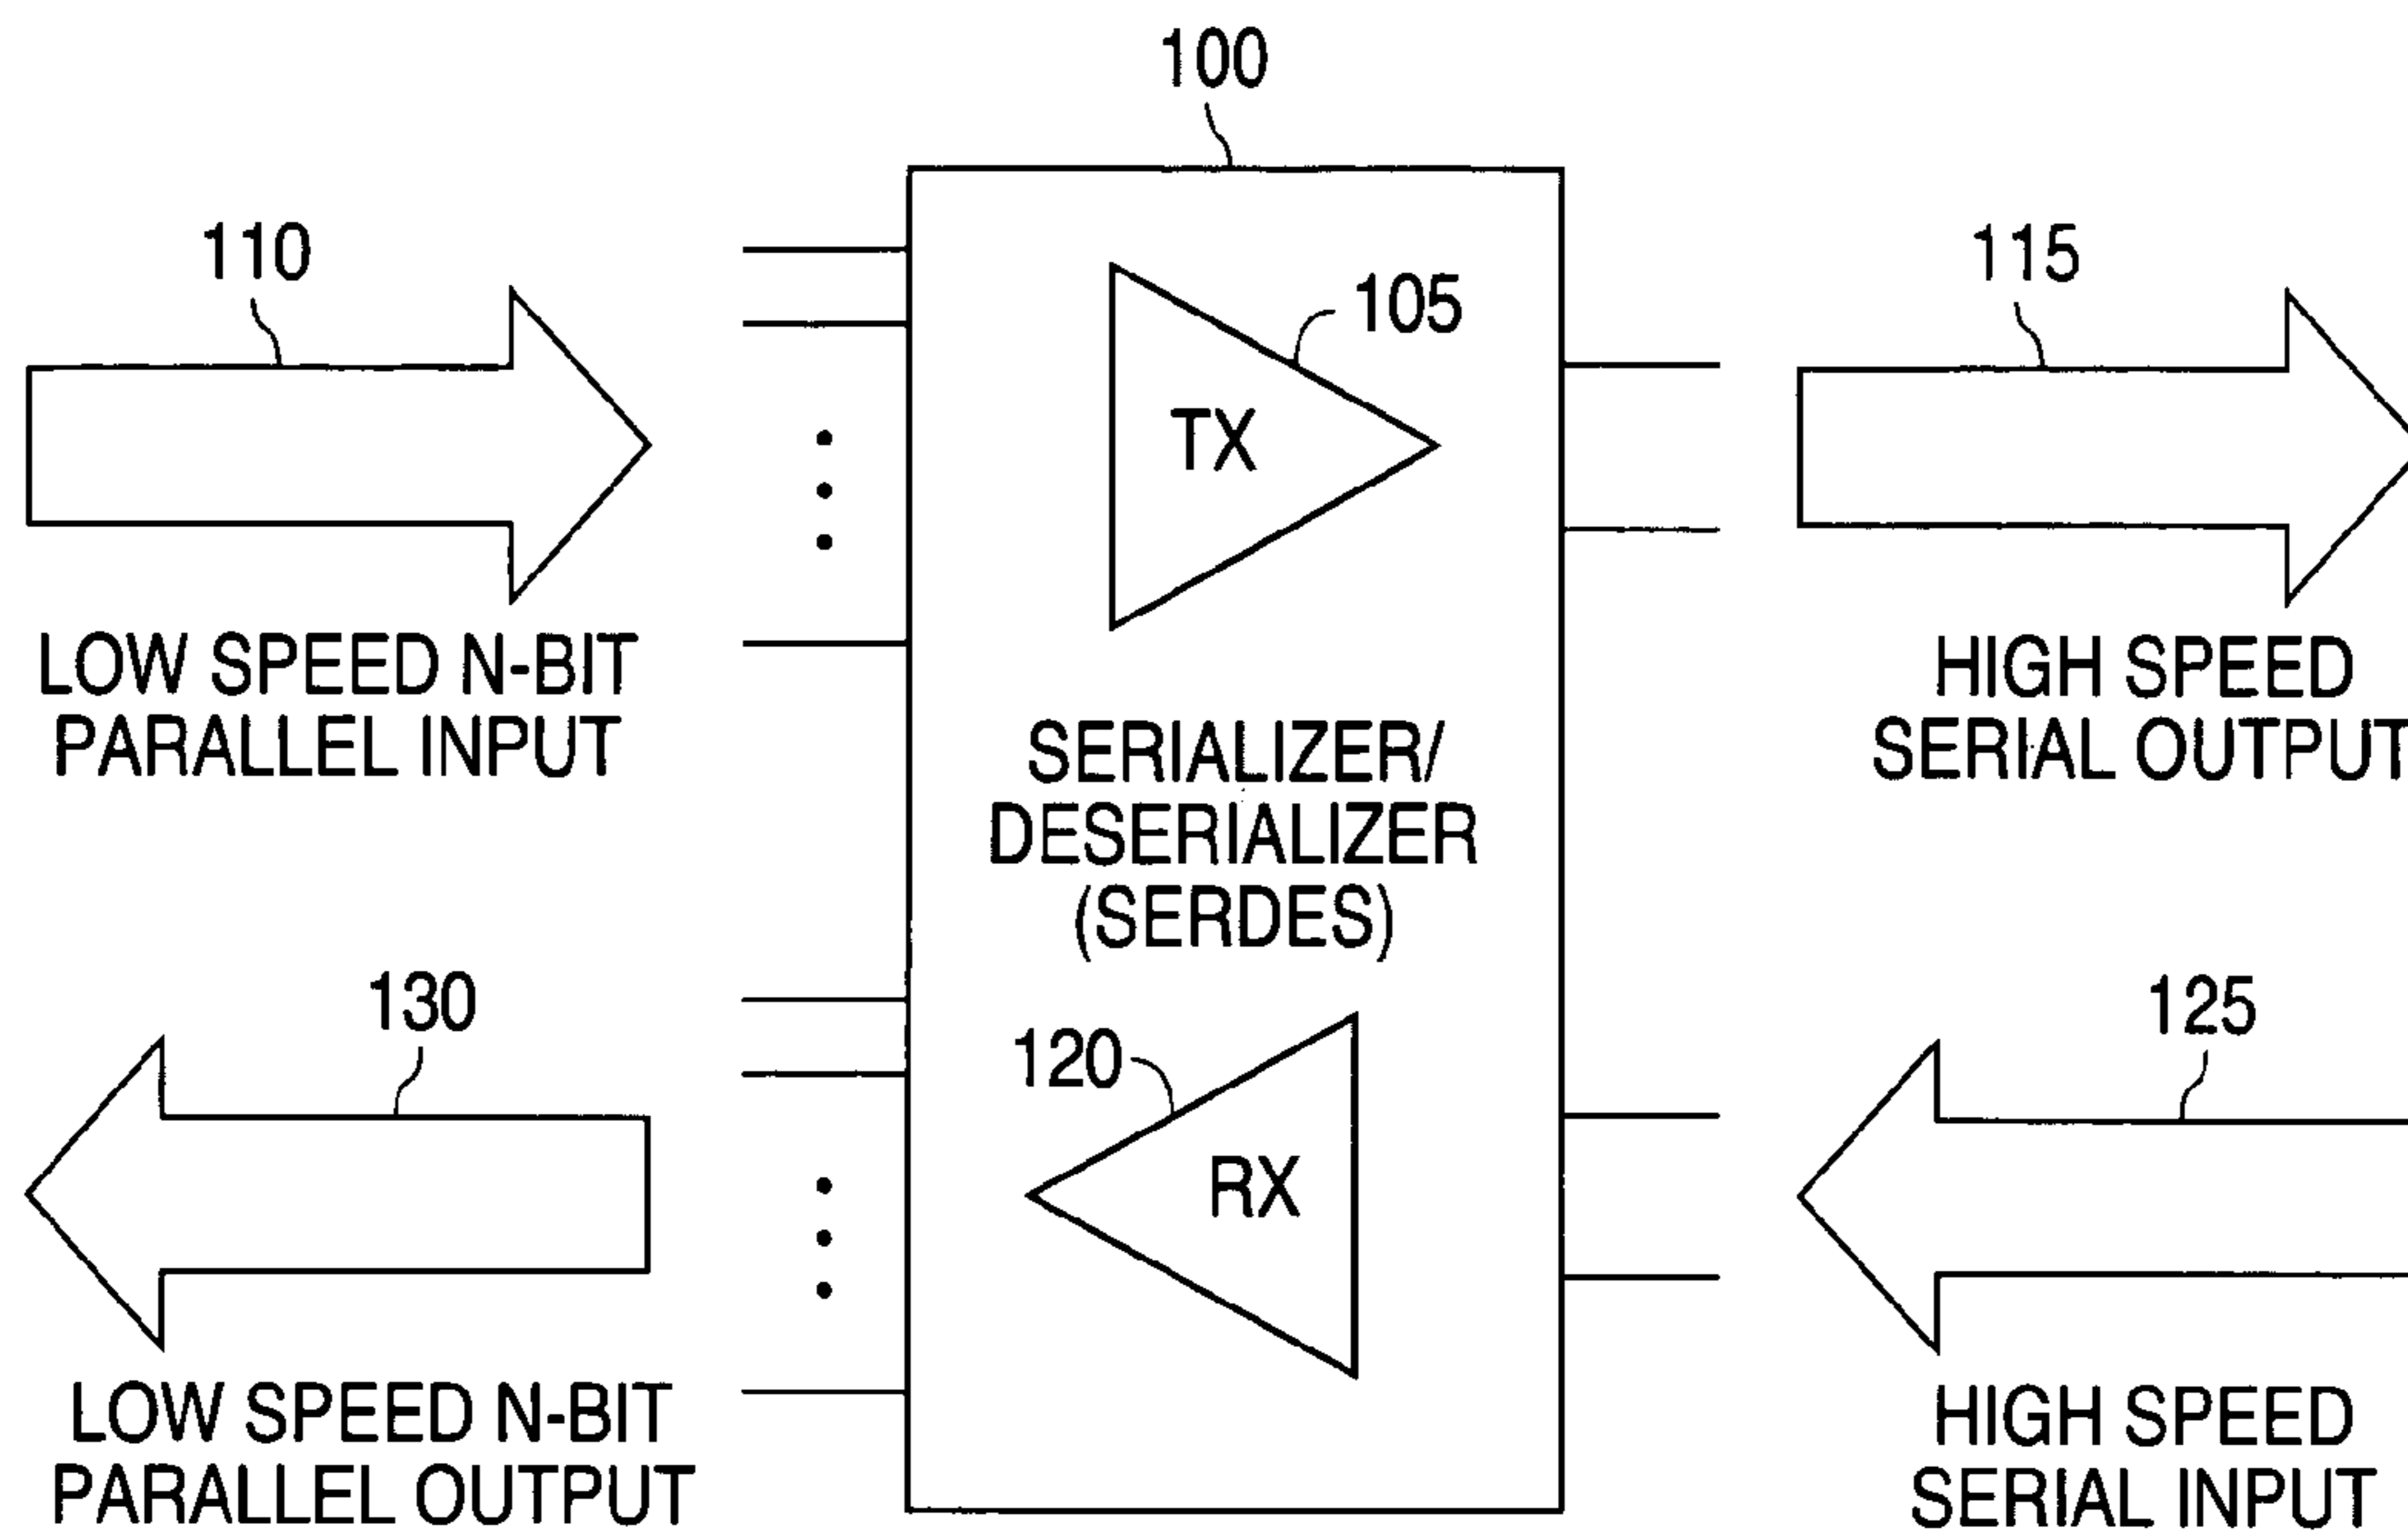 100
110
115
105
TX
LOW SPEED N-BIT
PARALLEL INPUT
HIGH SPEED
SERIAL OUTPUT
SERIALIZER/
DESERIALIZER
(SERDES)
130
125
120
RX
LOW SPEED N-BIT
PARALLEL OUTPUT
HIGH SPEED
SERIAL INPUT